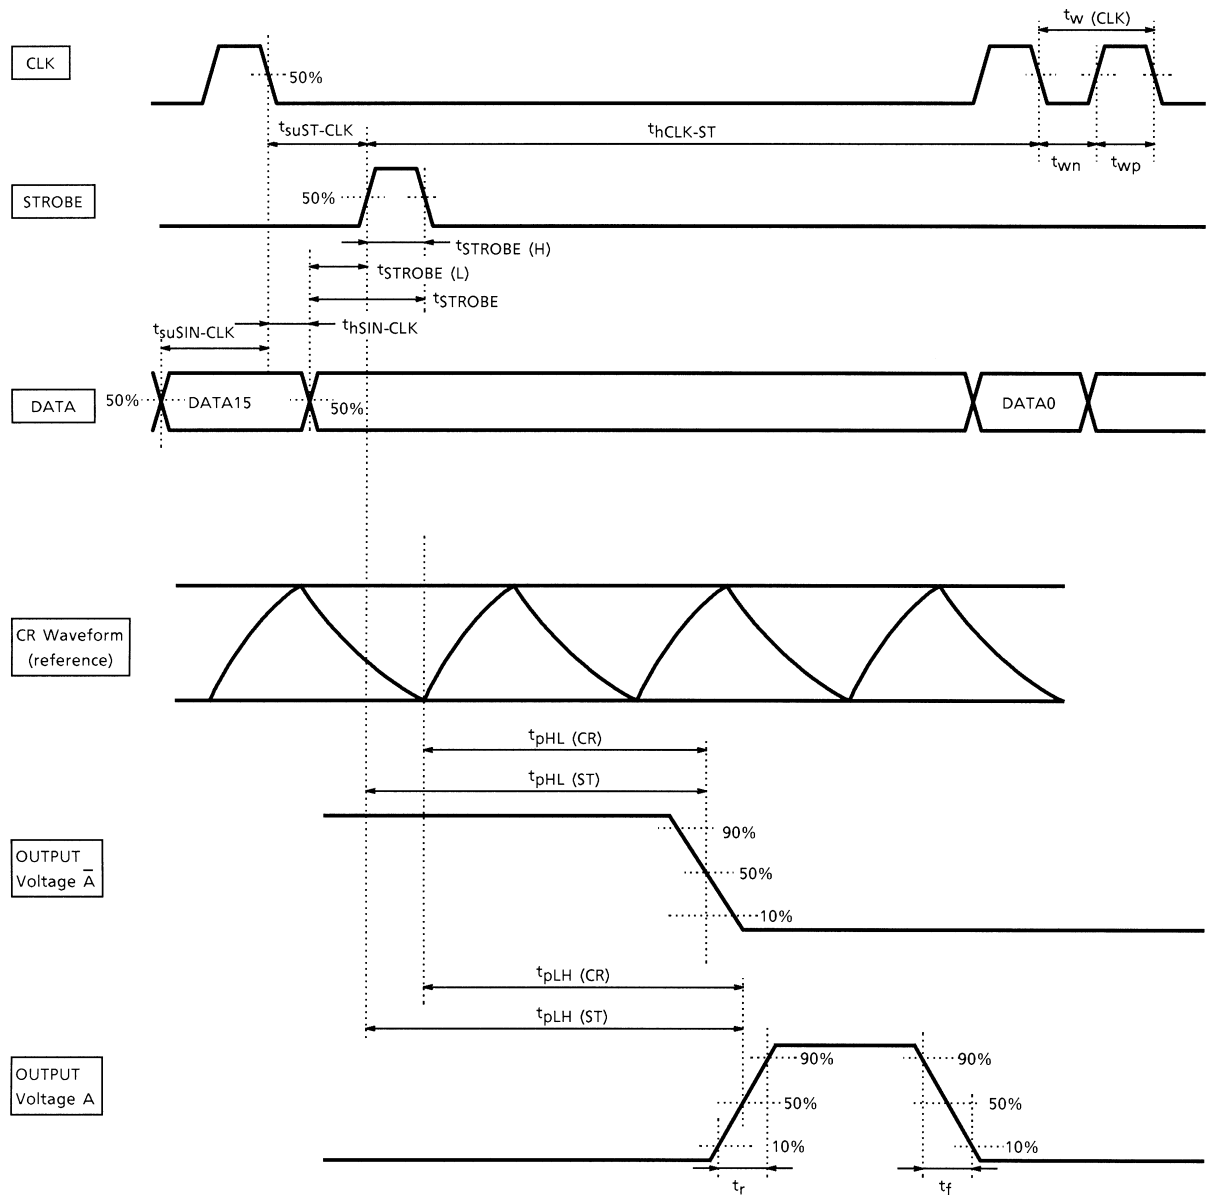 tw (CLK)
CLK
50%
tsuST-CLK
thCLK-ST
twn
twp
STROBE
50%
tSTROBE (H)
tSTROBE (L)
tSTROBE
tsuSIN-CLK
thSIN-CLK
DATA
50%
DATA15
50%
DATA0
CR Waveform
(reference)
tpHL (CR)
tpHL (ST)
OUTPUT
Voltage A̅
90%
50%
10%
tpLH (CR)
tpLH (ST)
OUTPUT
Voltage A
90%
90%
50%
50%
10%
10%
tr
tf